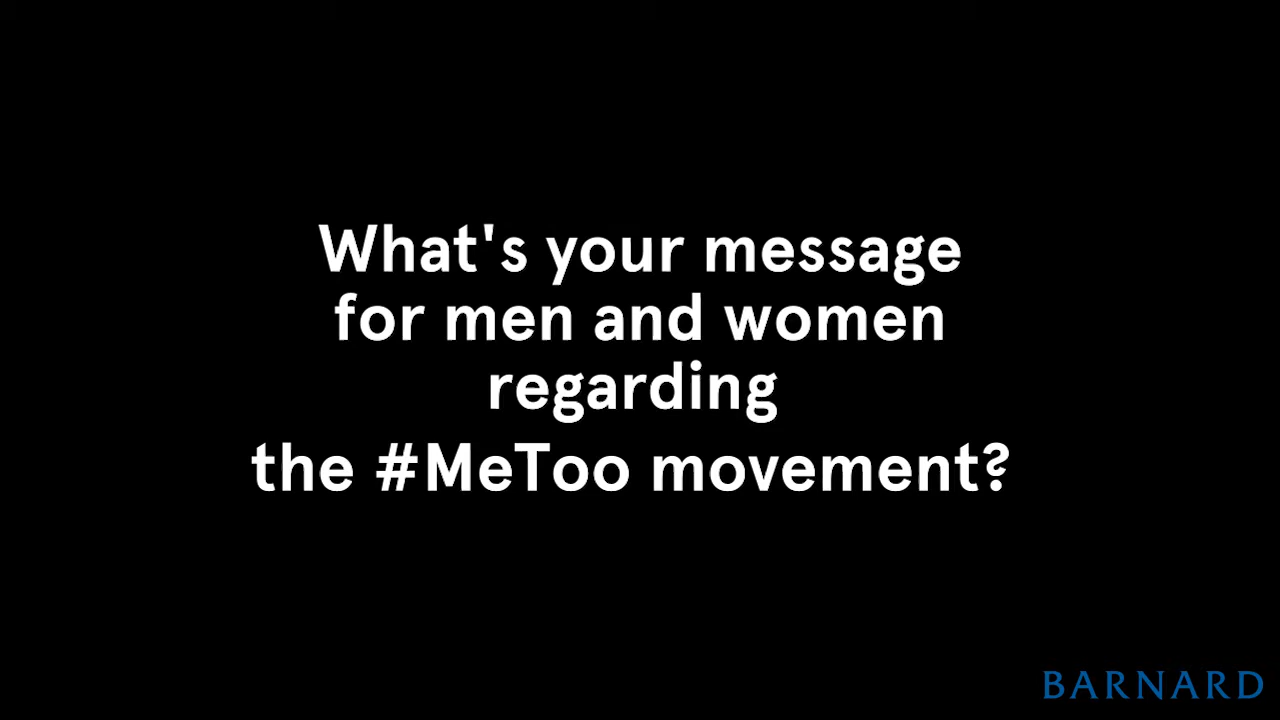 What's your message
for men and women
regarding
the #MeToo movement?
BARNARD